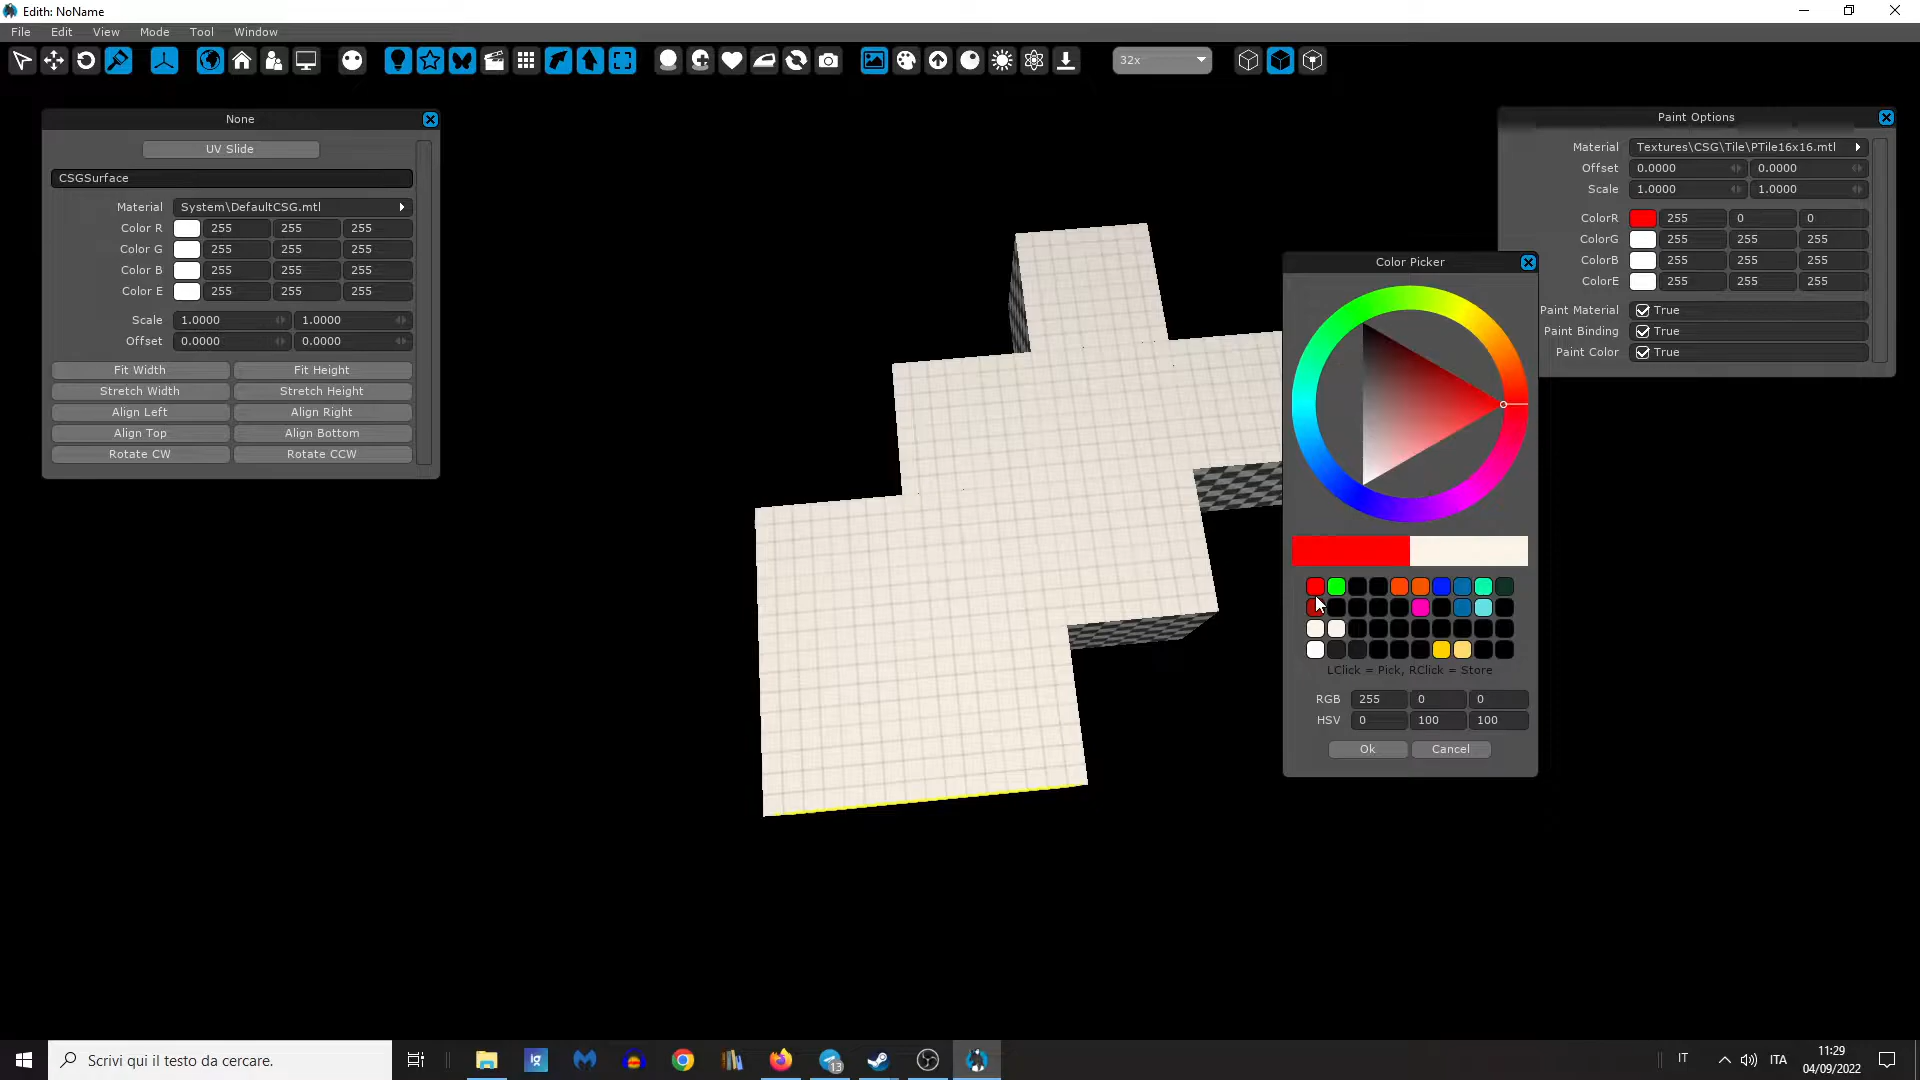 Edith: NoName
File Edit View Mode Tool Window
32x
None
UV Slide
CSGSurface
Material System\DefaultCSG.mtl
Color R 255 255 255
Color G 255 255 255
Color B 255 255 255
Color E 255 255 255
Scale 1.0000 1.0000
Offset 0.0000 0.0000
Fit Width Fit Height
Stretch Width Stretch Height
Align Left Align Right
Align Top Align Bottom
Rotate CW Rotate CCW
Paint Options
Material Textures\CSG\Tile\PTile16x16.mtl
Offset 0.0000 0.0000
Scale 1.0000 1.0000
ColorR 255 0 0
ColorG 255 255 255
ColorB 255 255 255
ColorE 255 255 255
Paint Material True
Paint Binding True
Paint Color True
Color Picker
LClick = Pick, RClick = Store
RGB 255 0 0
HSV 0 100 100
Ok Cancel
Scrivi qui il testo da cercare.
ig
13
IT
ITA
11:29
04/09/2022